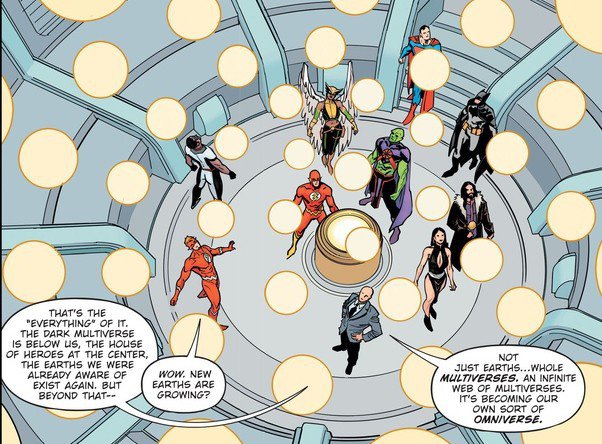 THAT'S THE
"EVERYTHING" OF IT.
THE DARK MULTIVERSE
IS BELOW US, THE HOUSE
OF HEROES AT THE CENTER,
THE EARTHS WE WERE
ALREADY AWARE OF
EXIST AGAIN. BUT
BEYOND THAT--
WOW. NEW
EARTHS ARE
GROWING?
NOT
JUST EARTHS...WHOLE
MULTIVERSES. AN INFINITE
WEB OF MULTIVERSES.
IT'S BECOMING OUR
OWN SORT OF
OMNIVERSE.